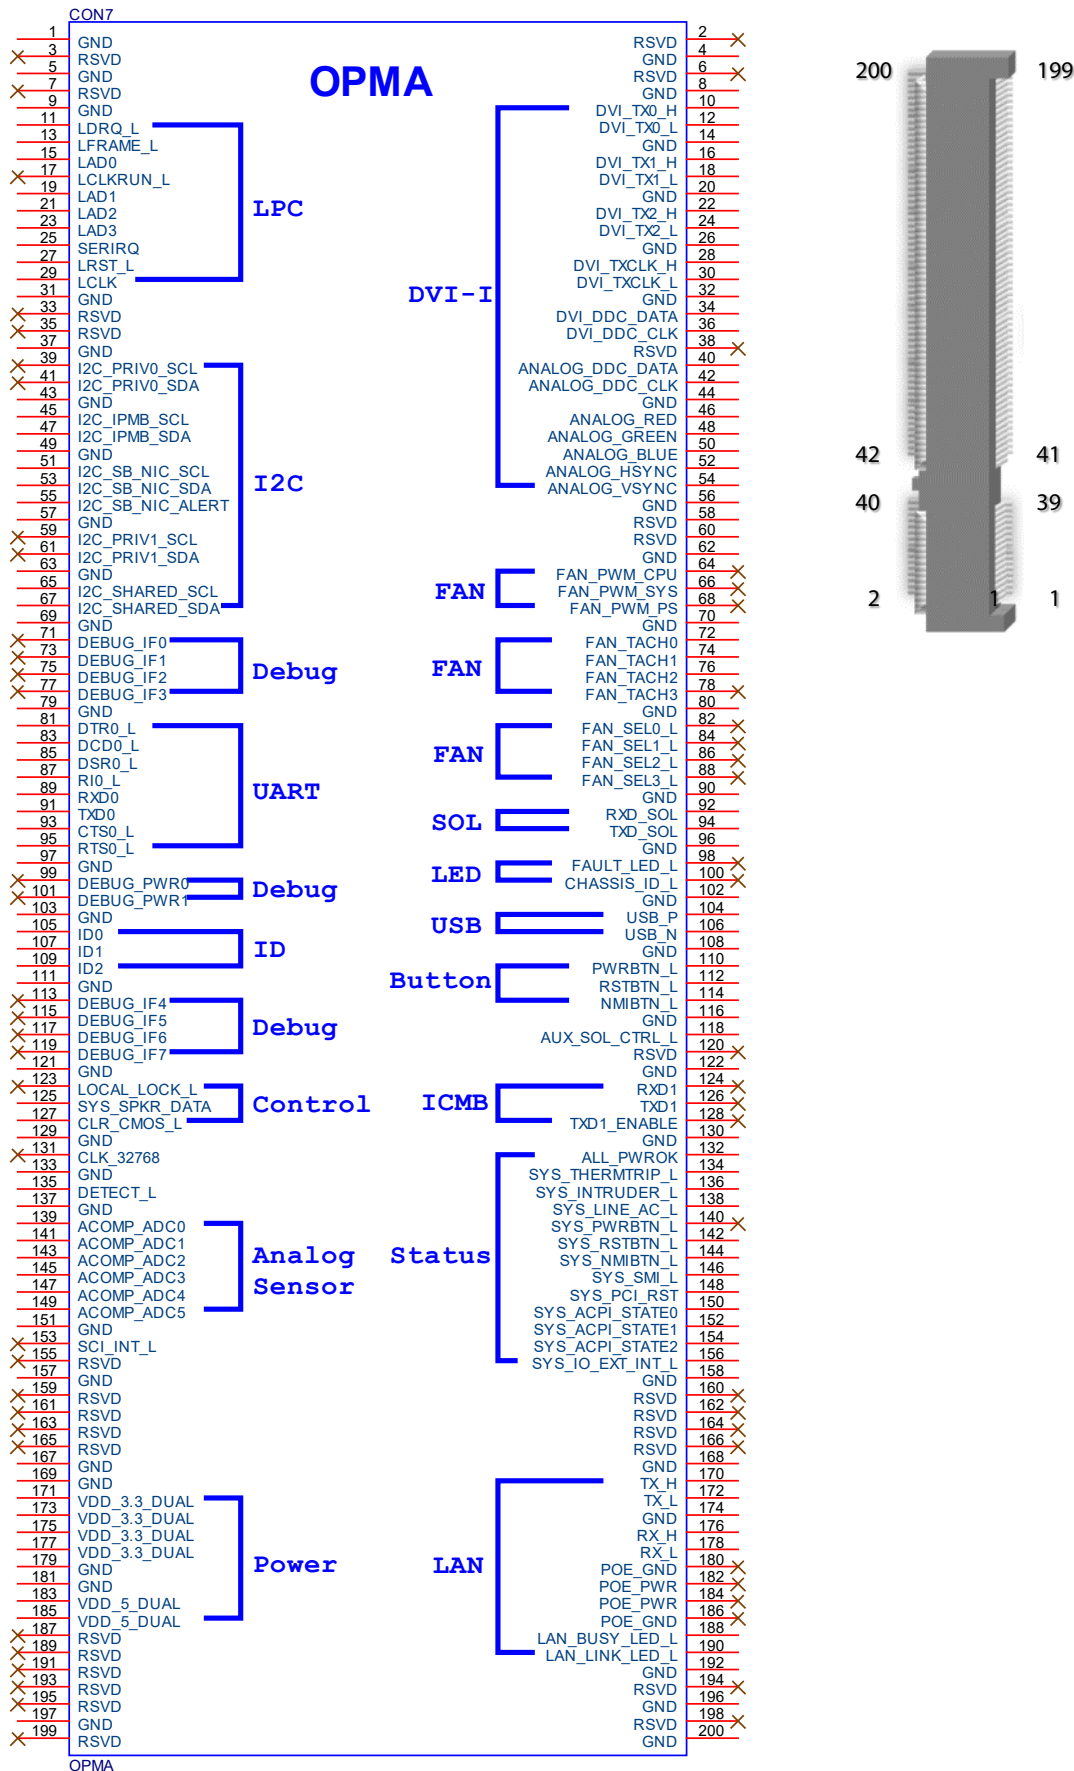 CON7
OPMA
1 GND
3 RSVD
5 GND
7 RSVD
9 GND
11 LDRQ_L
13 LFRAME_L
15 LAD0
17 LCLKRUN_L
19 LAD1
21 LAD2
23 LAD3
25 SERIRQ
27 LRST_L
29 LCLK
31 GND
33 RSVD
35 RSVD
37 GND
39 I2C_PRIV0_SCL
41 I2C_PRIV0_SDA
43 GND
45 I2C_IPMB_SCL
47 I2C_IPMB_SDA
49 GND
51 I2C_SB_NIC_SCL
53 I2C_SB_NIC_SDA
55 I2C_SB_NIC_ALERT
57 GND
59 I2C_PRIV1_SCL
61 I2C_PRIV1_SDA
63 GND
65 I2C_SHARED_SCL
67 I2C_SHARED_SDA
69 GND
71 DEBUG_IF0
73 DEBUG_IF1
75 DEBUG_IF2
77 DEBUG_IF3
79 GND
81 DTR0_L
83 DCD0_L
85 DSR0_L
87 RI0_L
89 RXD0
91 TXD0
93 CTS0_L
95 RTS0_L
97 GND
99 DEBUG_PWR0
101 DEBUG_PWR1
103 GND
105 ID0
107 ID1
109 ID2
111 GND
113 DEBUG_IF4
115 DEBUG_IF5
117 DEBUG_IF6
119 DEBUG_IF7
121 GND
123 LOCAL_LOCK_L
125 SYS_SPKR_DATA
127 CLR_CMOS_L
129 GND
131 CLK_32768
133 GND
135 DETECT_L
137 GND
139 ACOMP_ADC0
141 ACOMP_ADC1
143 ACOMP_ADC2
145 ACOMP_ADC3
147 ACOMP_ADC4
149 ACOMP_ADC5
151 GND
153 SCI_INT_L
155 RSVD
157 GND
159 RSVD
161 RSVD
163 RSVD
165 RSVD
167 GND
169 GND
171 VDD_3.3_DUAL
173 VDD_3.3_DUAL
175 VDD_3.3_DUAL
177 VDD_3.3_DUAL
179 GND
181 GND
183 VDD_5_DUAL
185 VDD_5_DUAL
187 RSVD
189 RSVD
191 RSVD
193 RSVD
195 RSVD
197 GND
199 RSVD
LPC
I2C
Debug
UART
Debug
ID
Debug
Control
Analog
Sensor
Power
DVI-I
FAN
FAN
FAN
SOL
LED
USB
Button
ICMB
Status
LAN
RSVD 2
GND 4
RSVD 6
GND 8
DVI_TX0_H 10
DVI_TX0_L 12
GND 14
DVI_TX1_H 16
DVI_TX1_L 18
GND 20
DVI_TX2_H 22
DVI_TX2_L 24
GND 26
DVI_TXCLK_H 28
DVI_TXCLK_L 30
GND 32
DVI_DDC_DATA 34
DVI_DDC_CLK 36
RSVD 38
ANALOG_DDC_DATA 40
ANALOG_DDC_CLK 42
GND 44
ANALOG_RED 46
ANALOG_GREEN 48
ANALOG_BLUE 50
ANALOG_HSYNC 52
ANALOG_VSYNC 54
GND 56
RSVD 58
RSVD 60
GND 62
FAN_PWM_CPU 64
FAN_PWM_SYS 66
FAN_PWM_PS 68
GND 70
FAN_TACH0 72
FAN_TACH1 74
FAN_TACH2 76
FAN_TACH3 78
GND 80
FAN_SEL0_L 82
FAN_SEL1_L 84
FAN_SEL2_L 86
FAN_SEL3_L 88
GND 90
RXD_SOL 92
TXD_SOL 94
GND 96
FAULT_LED_L 98
CHASSIS_ID_L 100
GND 102
USB_P 104
USB_N 106
GND 108
PWRBTN_L 110
RSTBTN_L 112
NMIBTN_L 114
GND 116
AUX_SOL_CTRL_L 118
RSVD 120
GND 122
RXD1 124
TXD1 126
TXD1_ENABLE 128
GND 130
ALL_PWROK 132
SYS_THERMTRIP_L 134
SYS_INTRUDER_L 136
SYS_LINE_AC_L 138
SYS_PWRBTN_L 140
SYS_RSTBTN_L 142
SYS_NMIBTN_L 144
SYS_SMI_L 146
SYS_PCI_RST 148
SYS_ACPI_STATE0 150
SYS_ACPI_STATE1 152
SYS_ACPI_STATE2 154
SYS_IO_EXT_INT_L 156
GND 158
RSVD 160
RSVD 162
RSVD 164
RSVD 166
GND 168
TX_H 170
TX_L 172
GND 174
RX_H 176
RX_L 178
POE_GND 180
POE_PWR 182
POE_PWR 184
POE_GND 186
LAN_BUSY_LED_L 188
LAN_LINK_LED_L 190
GND 192
RSVD 194
GND 196
RSVD 198
GND 200
OPMA
200 199
42 41
40 39
2 1 1